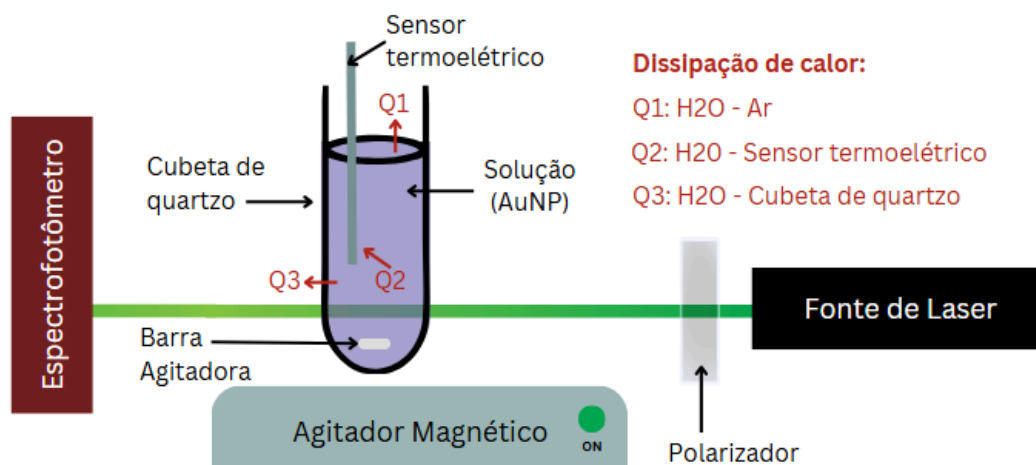 Sensor
termoelétrico
Dissipação de calor:
Q1: H2O - Ar
Q2: H2O - Sensor termoelétrico
Q3: H2O - Cubeta de quartzo
Q1
Cubeta de
quartzo
Solução
(AuNP)
Q3
Q2
Espectrofotômetro
Fonte de Laser
Barra
Agitadora
Agitador Magnético
ON
Polarizador